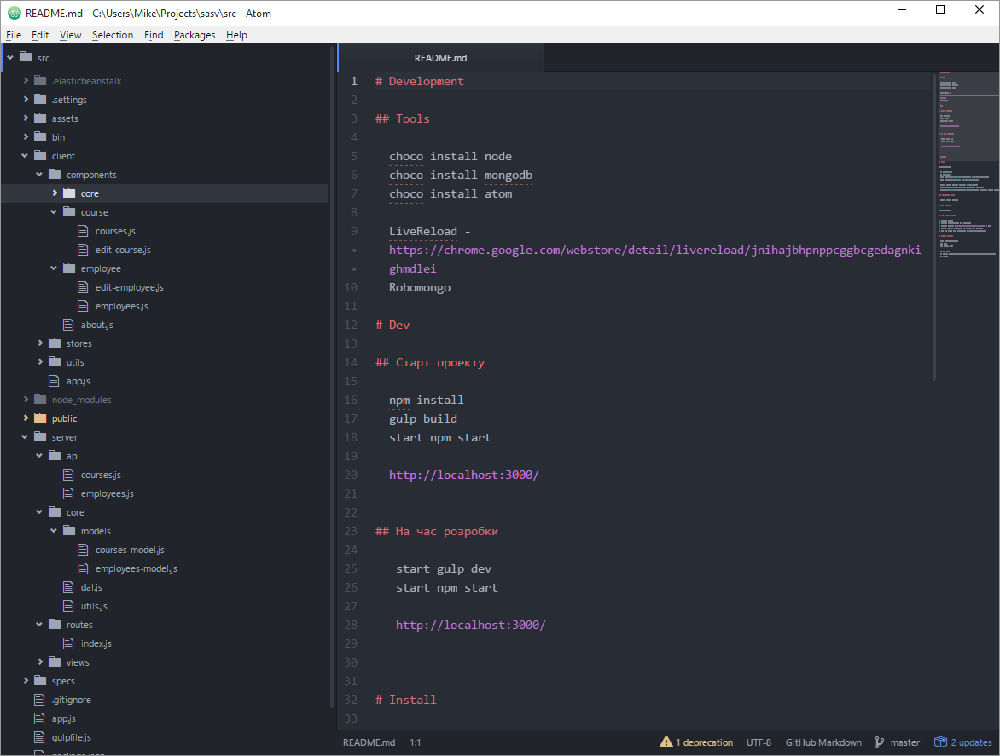 README.md - C:\Users\Mike\Projects\sasv\src - Atom
File Edit View Selection Find Packages Help
src
.elasticbeanstalk
.settings
assets
bin
client
components
core
course
courses.js
edit-course.js
employee
edit-employee.js
employees.js
about.js
stores
utils
app.js
node_modules
public
server
api
courses.js
employees.js
core
models
courses-model.js
employees-model.js
dal.js
utils.js
routes
index.js
views
specs
.gitignore
app.js
gulpfile.js
package.json
README.md
1 # Development
2
3 ## Tools
4
5 choco install node
6 choco install mongodb
7 choco install atom
8
9 LiveReload -
• https://chrome.google.com/webstore/detail/livereload/jnihajbhpnppcggbcgedagnki
• ghmdlei
10 Robomongo
11
12 # Dev
13
14 ## Старт проекту
15
16 npm install
17 gulp build
18 start npm start
19
20 http://localhost:3000/
21
22
23 ## На час розробки
24
25 start gulp dev
26 start npm start
27
28 http://localhost:3000/
29
30
31
32 # Install
33
README.md 1:1 1 deprecation UTF-8 GitHub Markdown master 2 updates